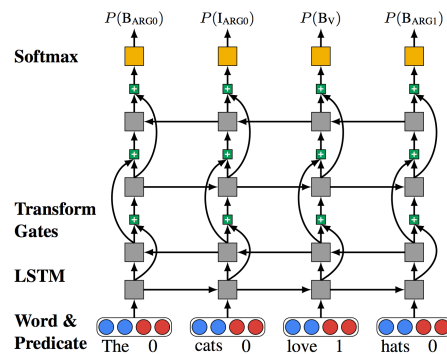 P(B_ARG0) P(I_ARG0) P(B_V) P(B_ARG1)
Softmax
+ + + +
+ + + +
Transform
Gates
+ + + +
LSTM
Word &
Predicate
The 0 cats 0 love 1 hats 0